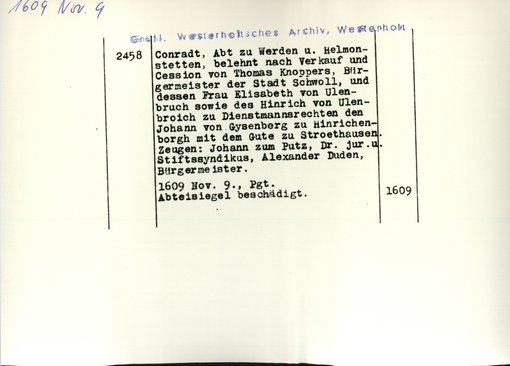 1609 Nov. 9
Gräfl. Westerholtsches Archiv, Westerholt
2458 Conradt, Abt zu Werden u. Helmon-
stetten, belehnt nach Verkauf und
Cession von Thomas Knoppers, Bür-
germeister der Stadt Schwoll, und
dessen Frau Elisabeth von Ulen-
bruch sowie des Hinrich von Ulen-
broich zu Dienstmannsrechten den
Johann von Gysenberg zu Hinrichen-
borgh mit dem Gute zu Stroethausen.
Zeugen: Johann zum Putz, Dr. jur.u.
Stiftssyndikus, Alexander Duden,
Bürgermeister.
1609 Nov. 9., Pgt.
Abteisiegel beschädigt. 1609